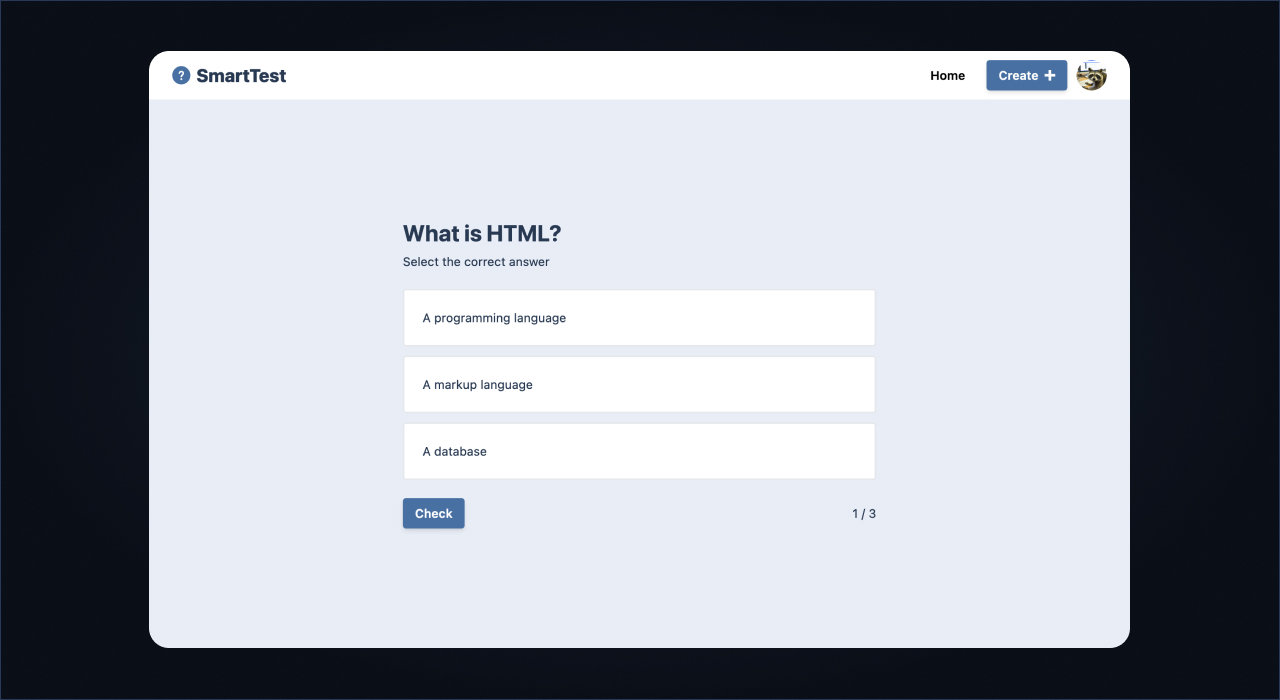 ? SmartTest
Home
Create +
What is HTML?
Select the correct answer
A programming language
A markup language
A database
Check
1 / 3